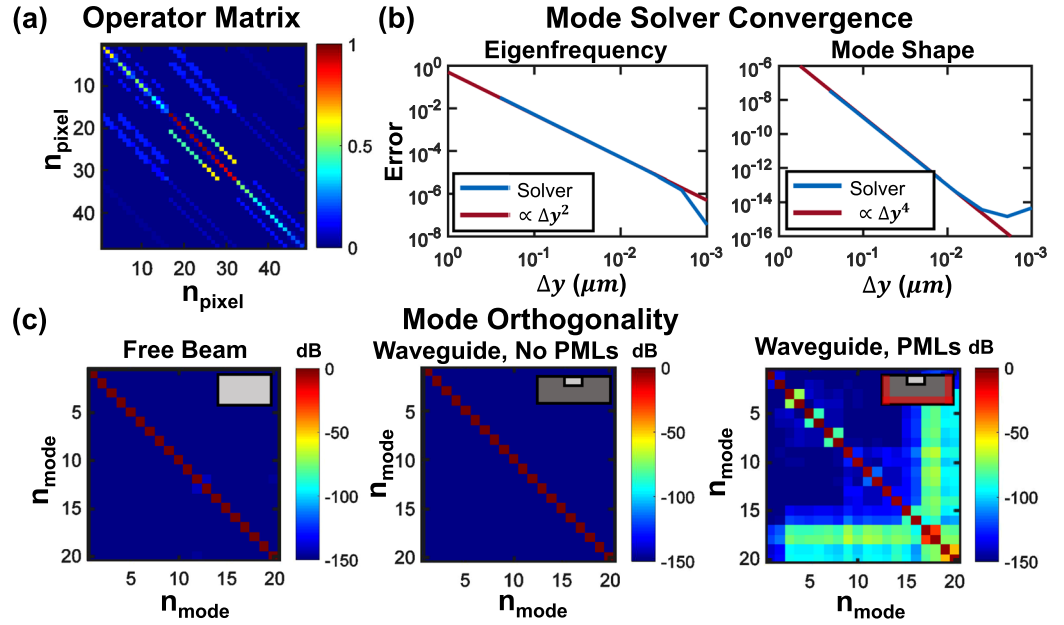 (a) Operator Matrix
10
20
30
40
n_pixel
10 20 30 40
n_pixel
1
0.5
0
(b) Mode Solver Convergence
Eigenfrequency
10^0
10^-2
10^-4
10^-6
10^-8
Error
Solver
∝ Δy^2
10^0 10^-1 10^-2 10^-3
Δy (μm)
Mode Shape
10^-6
10^-8
10^-10
10^-12
10^-14
10^-16
Solver
∝ Δy^4
10^0 10^-1 10^-2 10^-3
Δy (μm)
(c) Mode Orthogonality
Free Beam dB
5
10
15
20
n_mode
5 10 15 20
n_mode
0
-50
-100
-150
Waveguide, No PMLs dB
5
10
15
20
n_mode
5 10 15 20
n_mode
0
-50
-100
-150
Waveguide, PMLs dB
5
10
15
20
n_mode
5 10 15 20
n_mode
0
-50
-100
-150